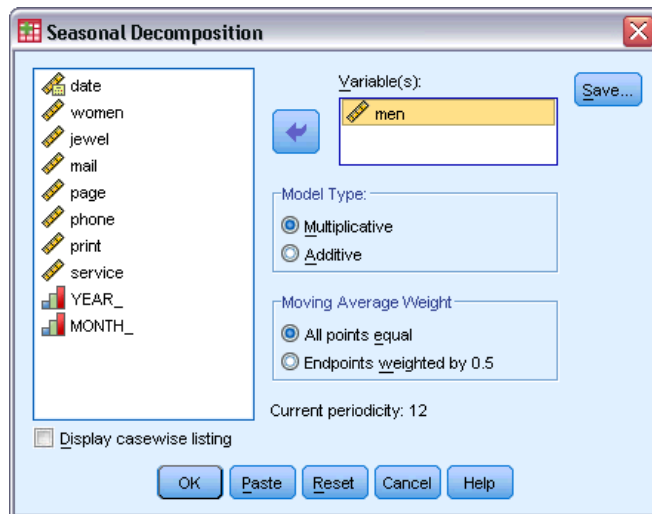 Seasonal Decomposition
date
women
jewel
mail
page
phone
print
service
YEAR_
MONTH_
Display casewise listing
Variable(s):
men
Save...
Model Type:
Multiplicative
Additive
Moving Average Weight
All points equal
Endpoints weighted by 0.5
Current periodicity: 12
OK Paste Reset Cancel Help